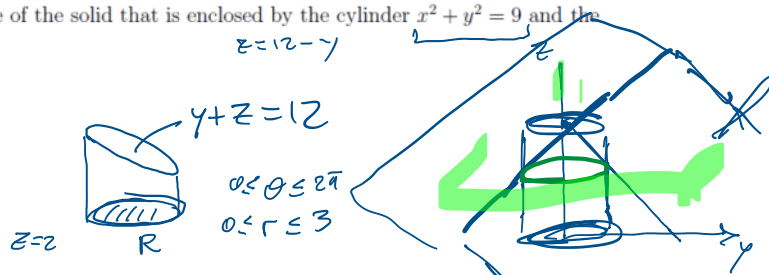 of the solid that is enclosed by the cylinder x² + y² = 9 and the
z = 12 - y
z
y + z = 12
0 ≤ θ ≤ 2π
0 ≤ r ≤ 3
z=2
R
y